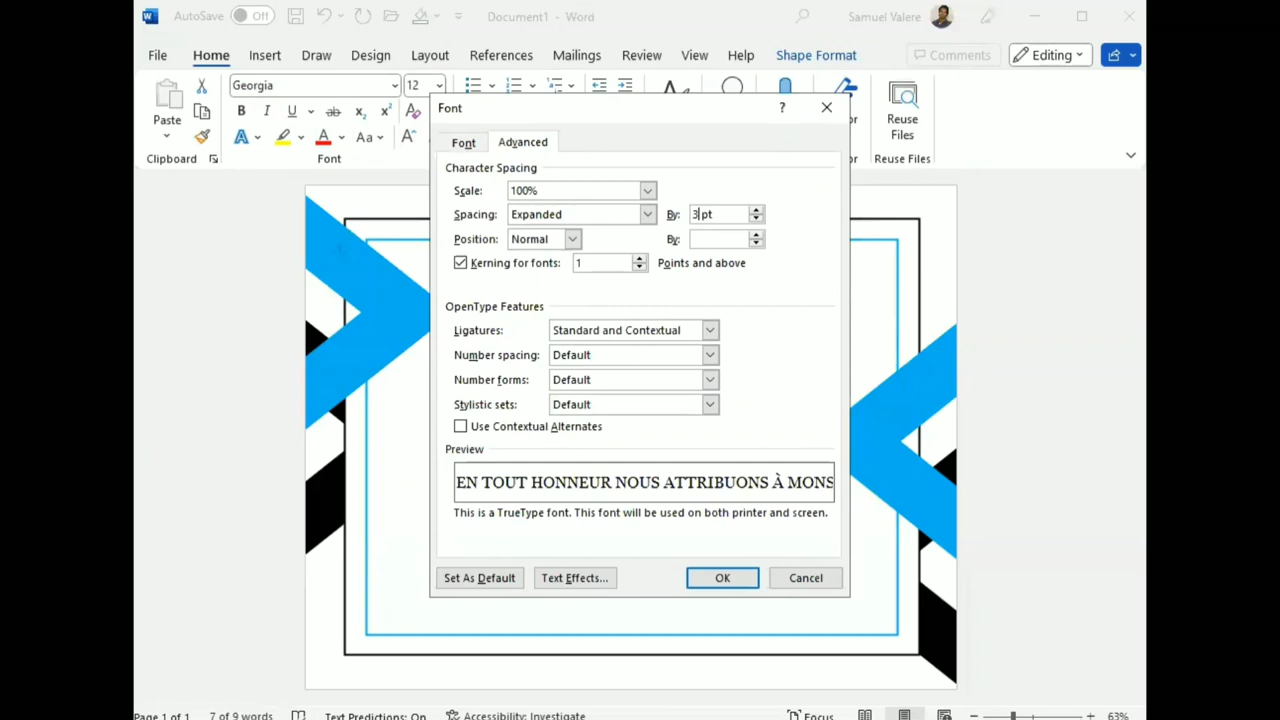 AutoSave Off Document1 - Word Samuel Valere
File Home Insert Draw Design Layout References Mailings Review View Help Shape Format Comments Editing
Georgia 12
Paste
B I U ab x₂ x²
A A Aa A
Reuse
Files
Clipboard Font Reuse Files
Font ?
Font Advanced
Character Spacing
Scale: 100%
Spacing: Expanded By: 3 pt
Position: Normal By:
Kerning for fonts: 1 Points and above
OpenType Features
Ligatures: Standard and Contextual
Number spacing: Default
Number forms: Default
Stylistic sets: Default
Use Contextual Alternates
Preview
EN TOUT HONNEUR NOUS ATTRIBUONS À MONS
This is a TrueType font. This font will be used on both printer and screen.
Set As Default Text Effects... OK Cancel
Page 1 of 1 7 of 9 words Text Predictions: On Accessibility: Investigate Focus 63%